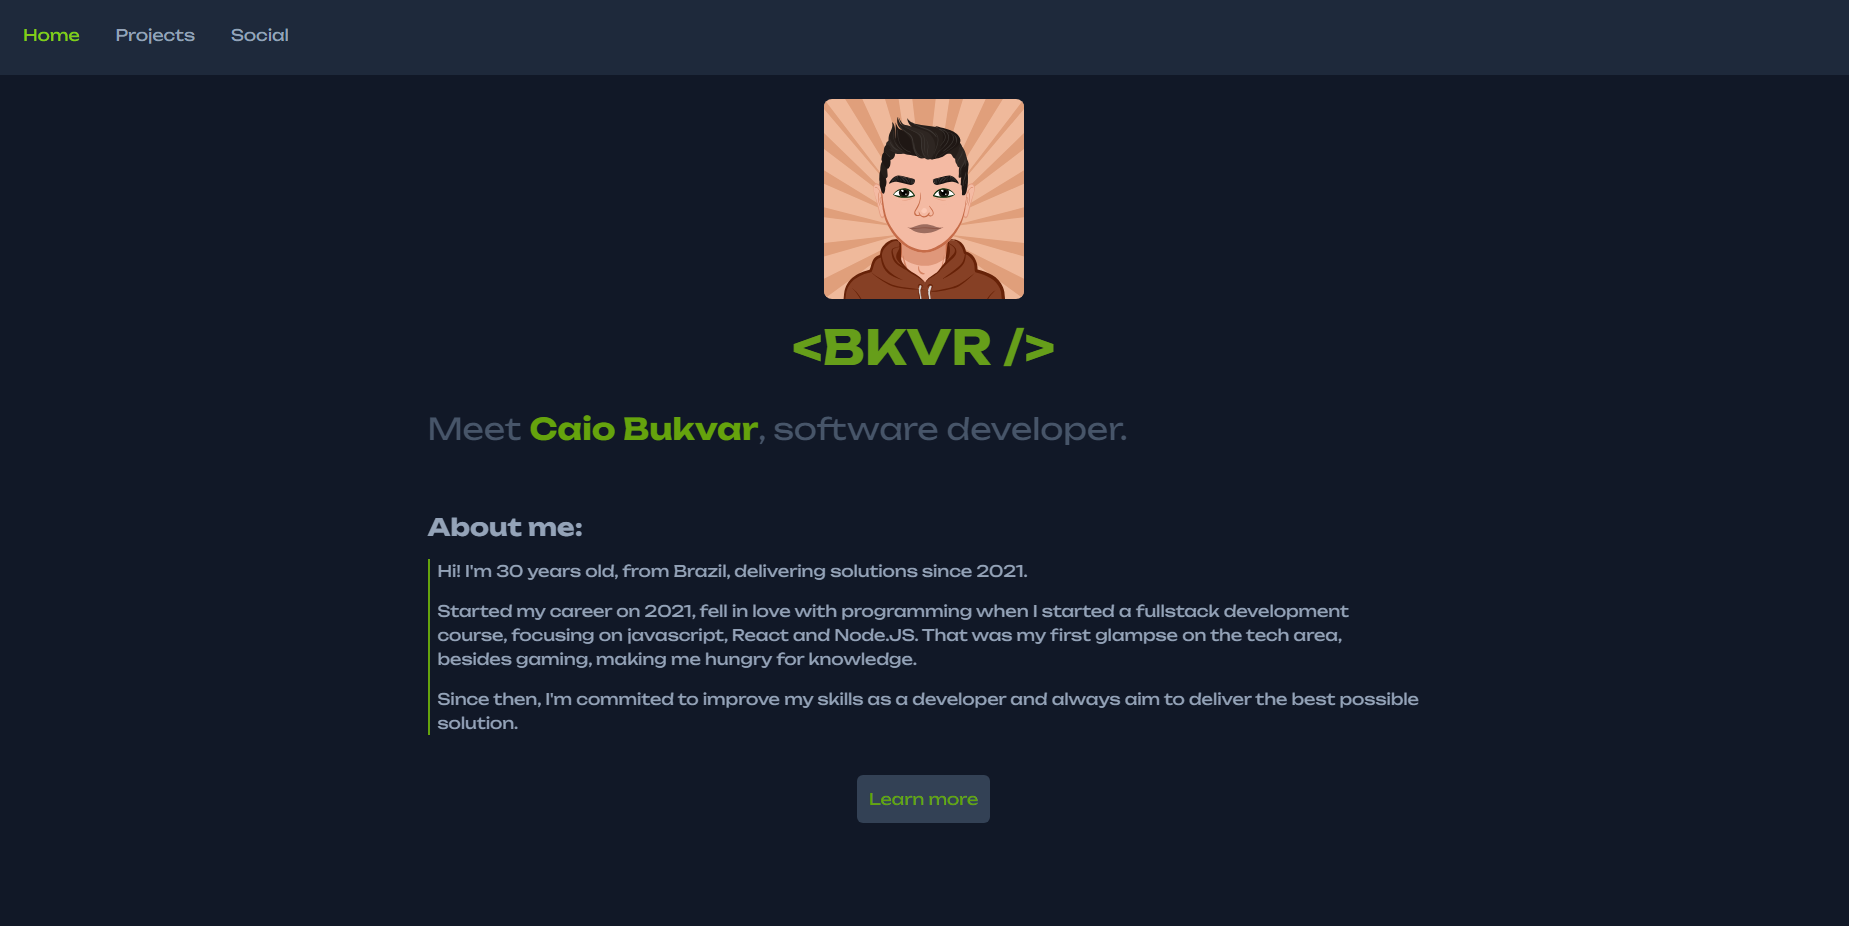 Home Projects Social
<BKVR />
Meet Caio Bukvar, software developer.
About me:
Hi! I'm 30 years old, from Brazil, delivering solutions since 2021.
Started my career on 2021, fell in love with programming when I started a fullstack development
course, focusing on javascript, React and Node.JS. That was my first glampse on the tech area,
besides gaming, making me hungry for knowledge.
Since then, I'm commited to improve my skills as a developer and always aim to deliver the best possible
solution.
Learn more